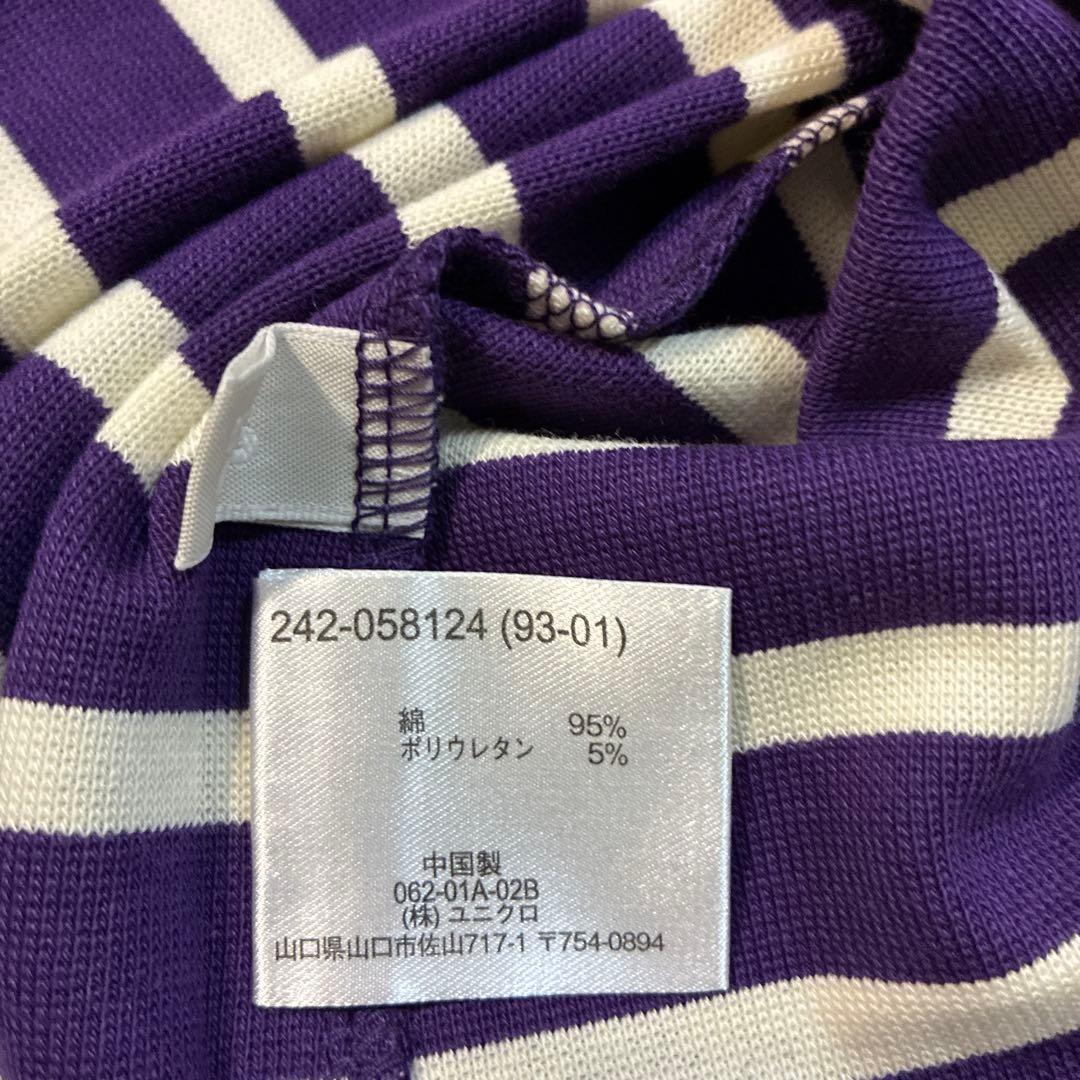 242-058124 (93-01)
綿 95%
ポリウレタン 5%
中国製
062-01A-02B
(株) ユニクロ
山口県山口市佐山717-1 〒754-0894